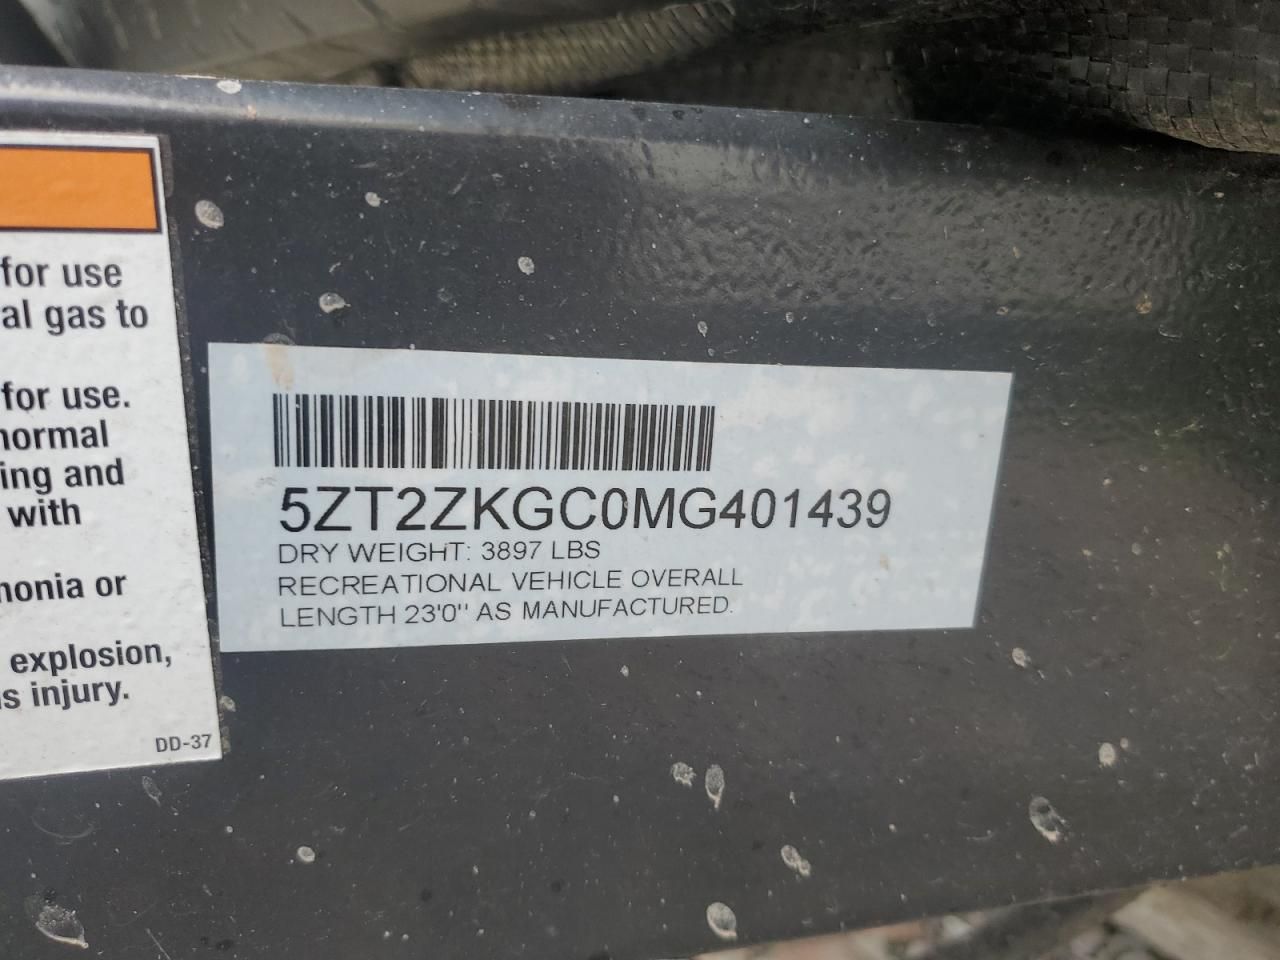 for use
al gas to
for use.
normal
ing and
with
monia or
explosion,
s injury.
DD-37
5ZT2ZKGC0MG401439
DRY WEIGHT: 3897 LBS
RECREATIONAL VEHICLE OVERALL
LENGTH 23'0" AS MANUFACTURED.